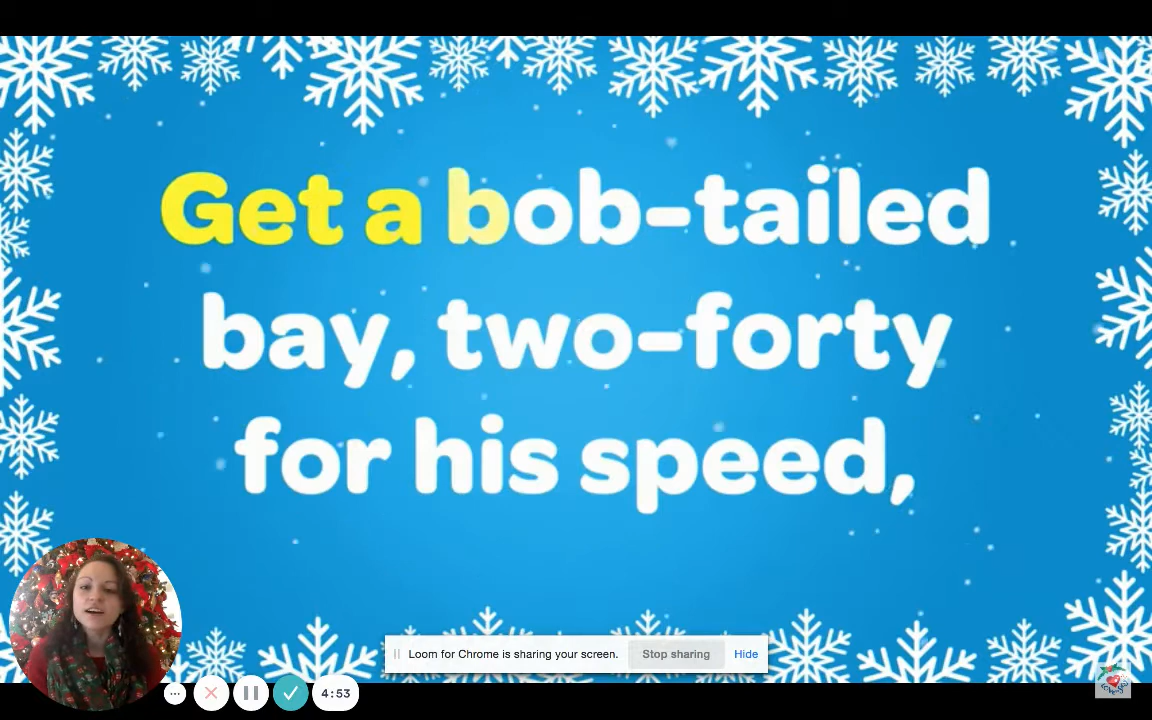 Get a bob-tailed
bay, two-forty
for his speed,
Loom for Chrome is sharing your screen. Stop sharing Hide
4:53